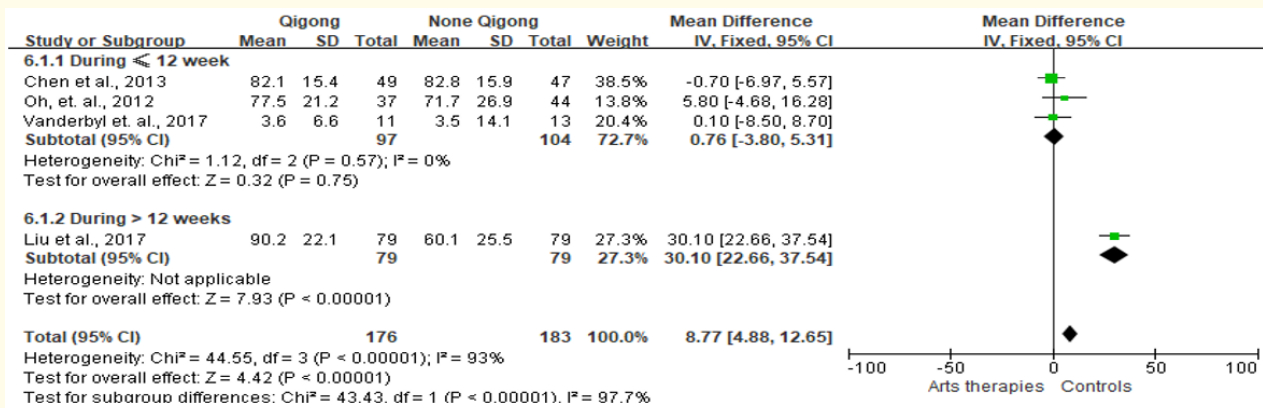 Qigong None Qigong Mean Difference Mean Difference
Study or Subgroup Mean SD Total Mean SD Total Weight IV, Fixed, 95% CI IV, Fixed, 95% CI
6.1.1 During ⩽ 12 week
Chen et al., 2013 82.1 15.4 49 82.8 15.9 47 38.5% -0.70 [-6.97, 5.57]
Oh, et. al., 2012 77.5 21.2 37 71.7 26.9 44 13.8% 5.80 [-4.68, 16.28]
Vanderbyl et. al., 2017 3.6 6.6 11 3.5 14.1 13 20.4% 0.10 [-8.50, 8.70]
Subtotal (95% CI) 97 104 72.7% 0.76 [-3.80, 5.31]
Heterogeneity: Chi² = 1.12, df = 2 (P = 0.57); I² = 0%
Test for overall effect: Z = 0.32 (P = 0.75)
6.1.2 During > 12 weeks
Liu et al., 2017 90.2 22.1 79 60.1 25.5 79 27.3% 30.10 [22.66, 37.54]
Subtotal (95% CI) 79 79 27.3% 30.10 [22.66, 37.54]
Heterogeneity: Not applicable
Test for overall effect: Z = 7.93 (P < 0.00001)
Total (95% CI) 176 183 100.0% 8.77 [4.88, 12.65]
Heterogeneity: Chi² = 44.55, df = 3 (P < 0.00001); I² = 93%
Test for overall effect: Z = 4.42 (P < 0.00001)
Test for subgroup differences: Chi² = 43.43, df = 1 (P < 0.00001), I² = 97.7%
-100 -50 0 50 100
Arts therapies Controls